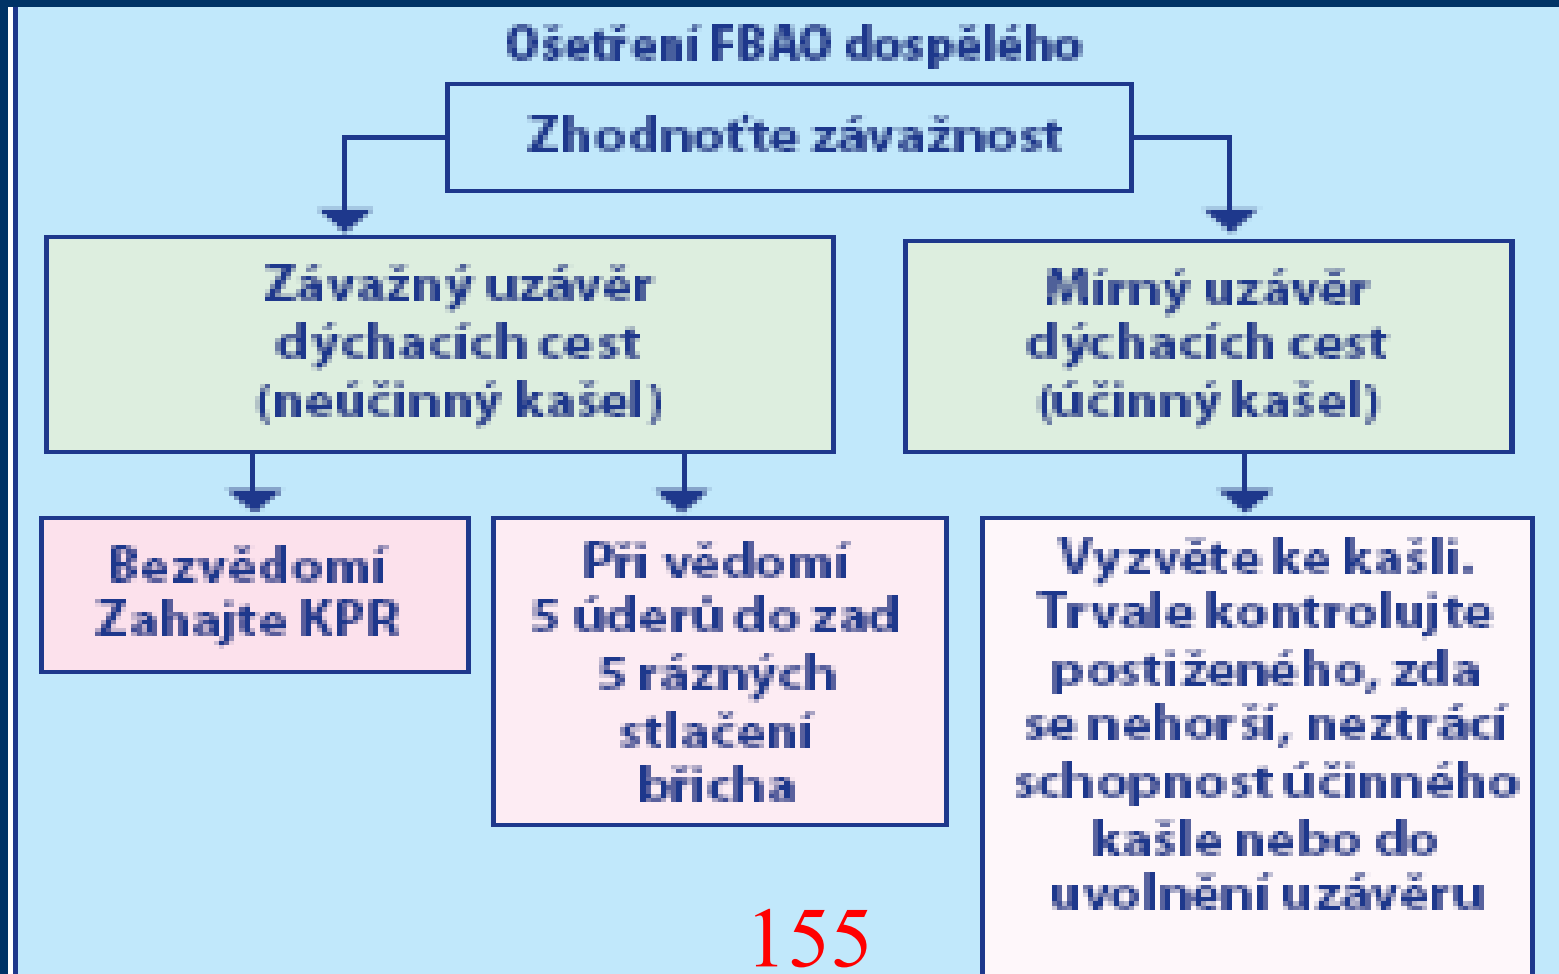 Ošetření FBAO dospělého
Zhodnoťte závažnost
Závažný uzávěr
dýchacích cest
(neúčinný kašel)
Mírný uzávěr
dýchacích cest
(účinný kašel)
Bezvědomí
Zahajte KPR
Při vědomí
5 úderů do zad
5 rázných
stlačení
břicha
Vyzvěte ke kašli.
Trvale kontrolujte
postiženého, zda
se nehorší, neztrácí
schopnost účinného
kašle nebo do
uvolnění uzávěru
155